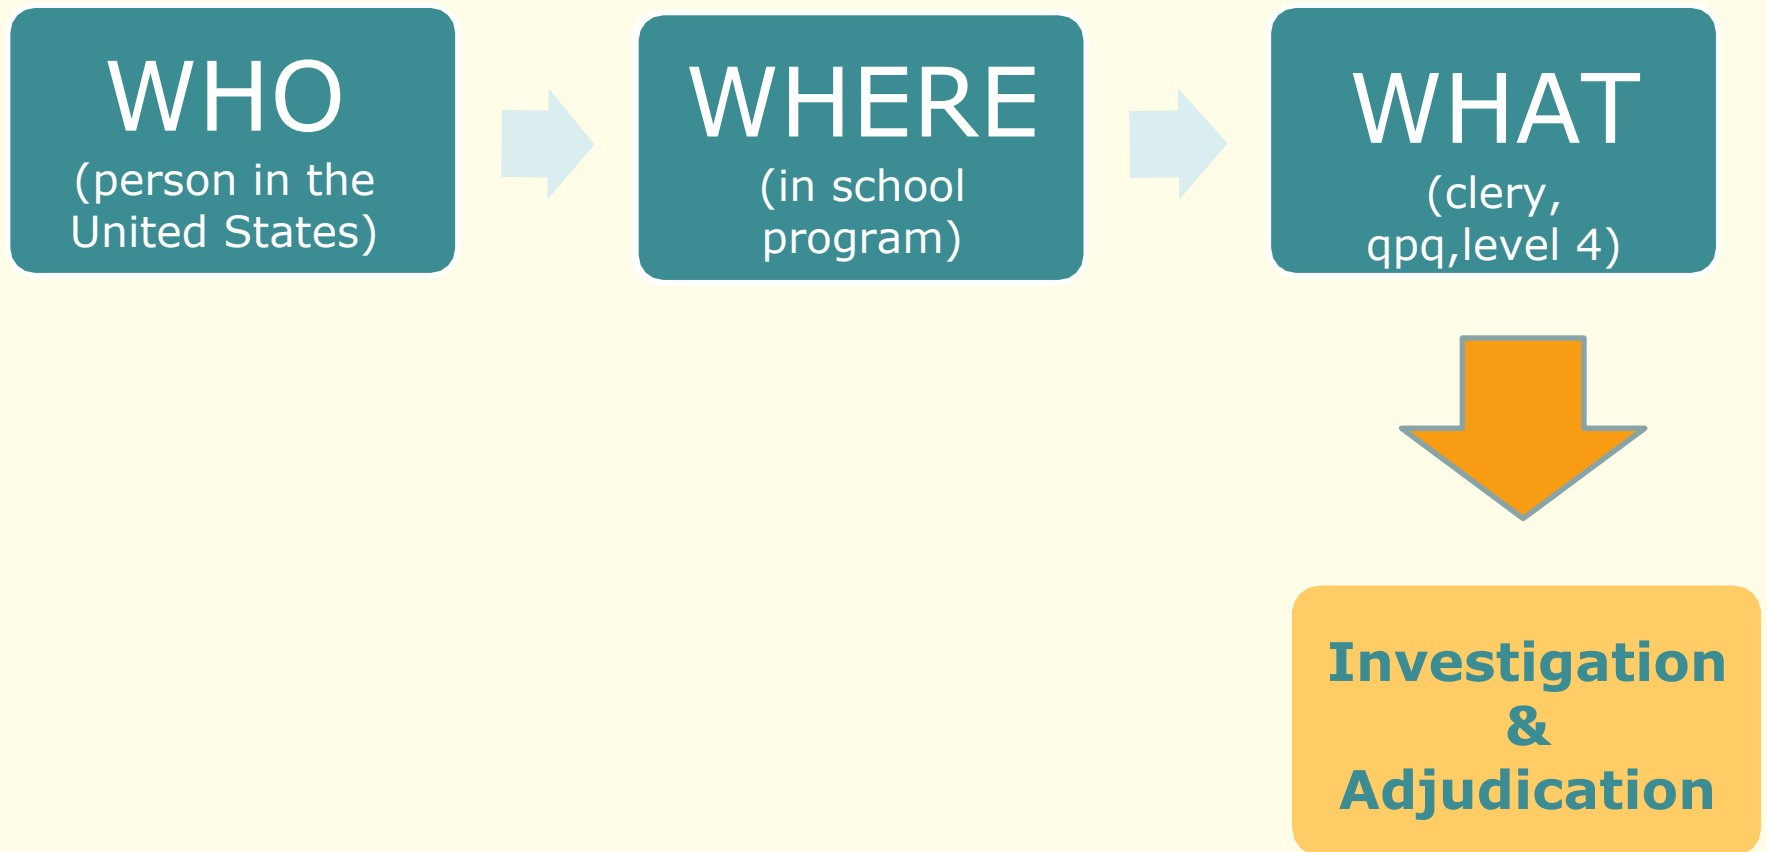 WHO
(person in the
United States)
WHERE
(in school
program)
WHAT
(clery,
qpq,level 4)
Investigation
&
Adjudication